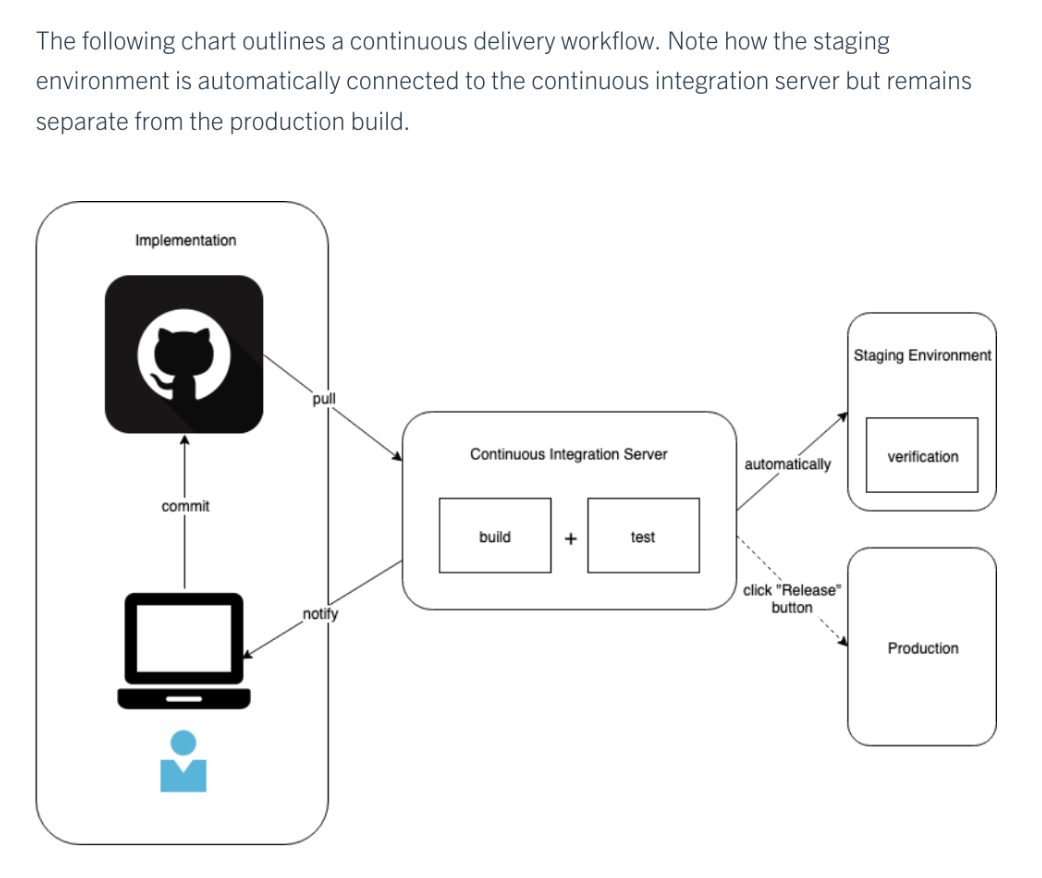 The following chart outlines a continuous delivery workflow. Note how the staging
environment is automatically connected to the continuous integration server but remains
separate from the production build.
Implementation
pull
commit
notify
Continuous Integration Server
build
+
test
automatically
click "Release"
button
Staging Environment
verification
Production